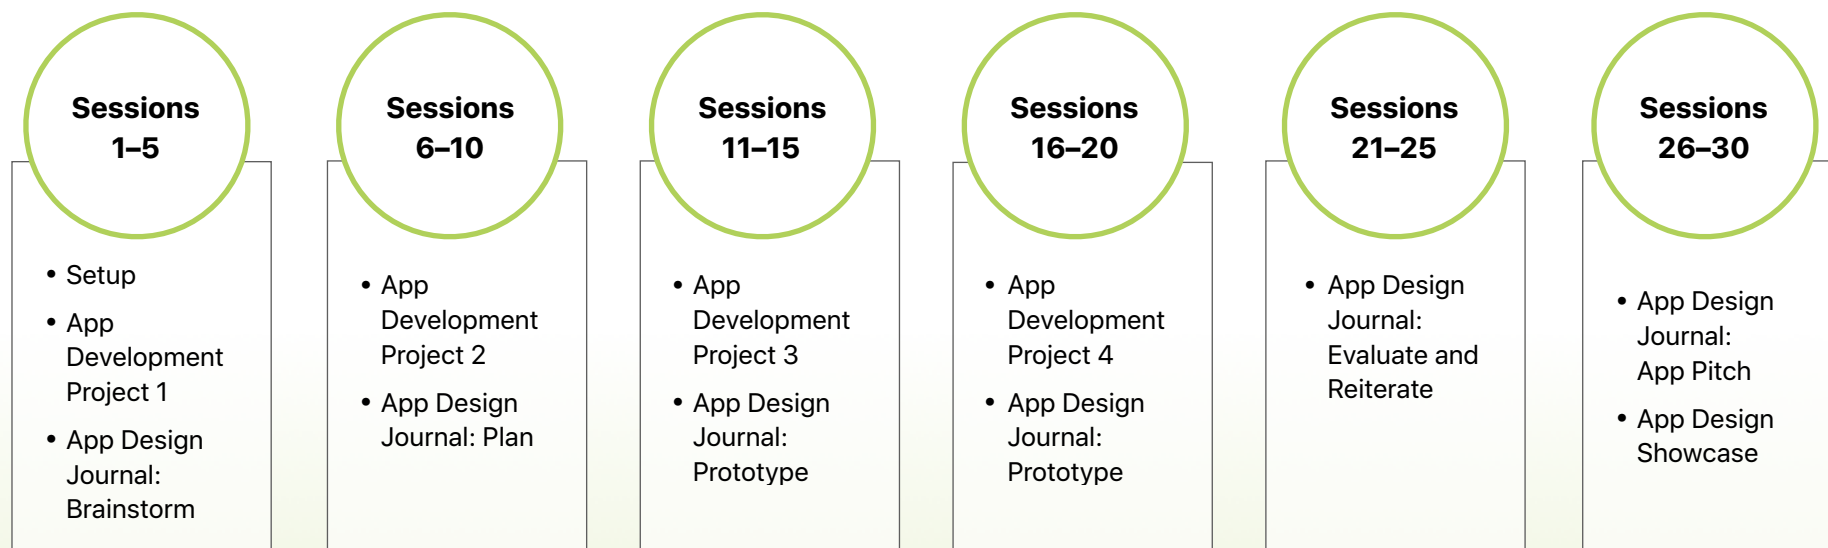 Sessions
1–5
• Setup
• App
Development
Project 1
• App Design
Journal:
Brainstorm
Sessions
6–10
• App
Development
Project 2
• App Design
Journal: Plan
Sessions
11–15
• App
Development
Project 3
• App Design
Journal:
Prototype
Sessions
16–20
• App
Development
Project 4
• App Design
Journal:
Prototype
Sessions
21–25
• App Design
Journal:
Evaluate and
Reiterate
Sessions
26–30
• App Design
Journal:
App Pitch
• App Design
Showcase